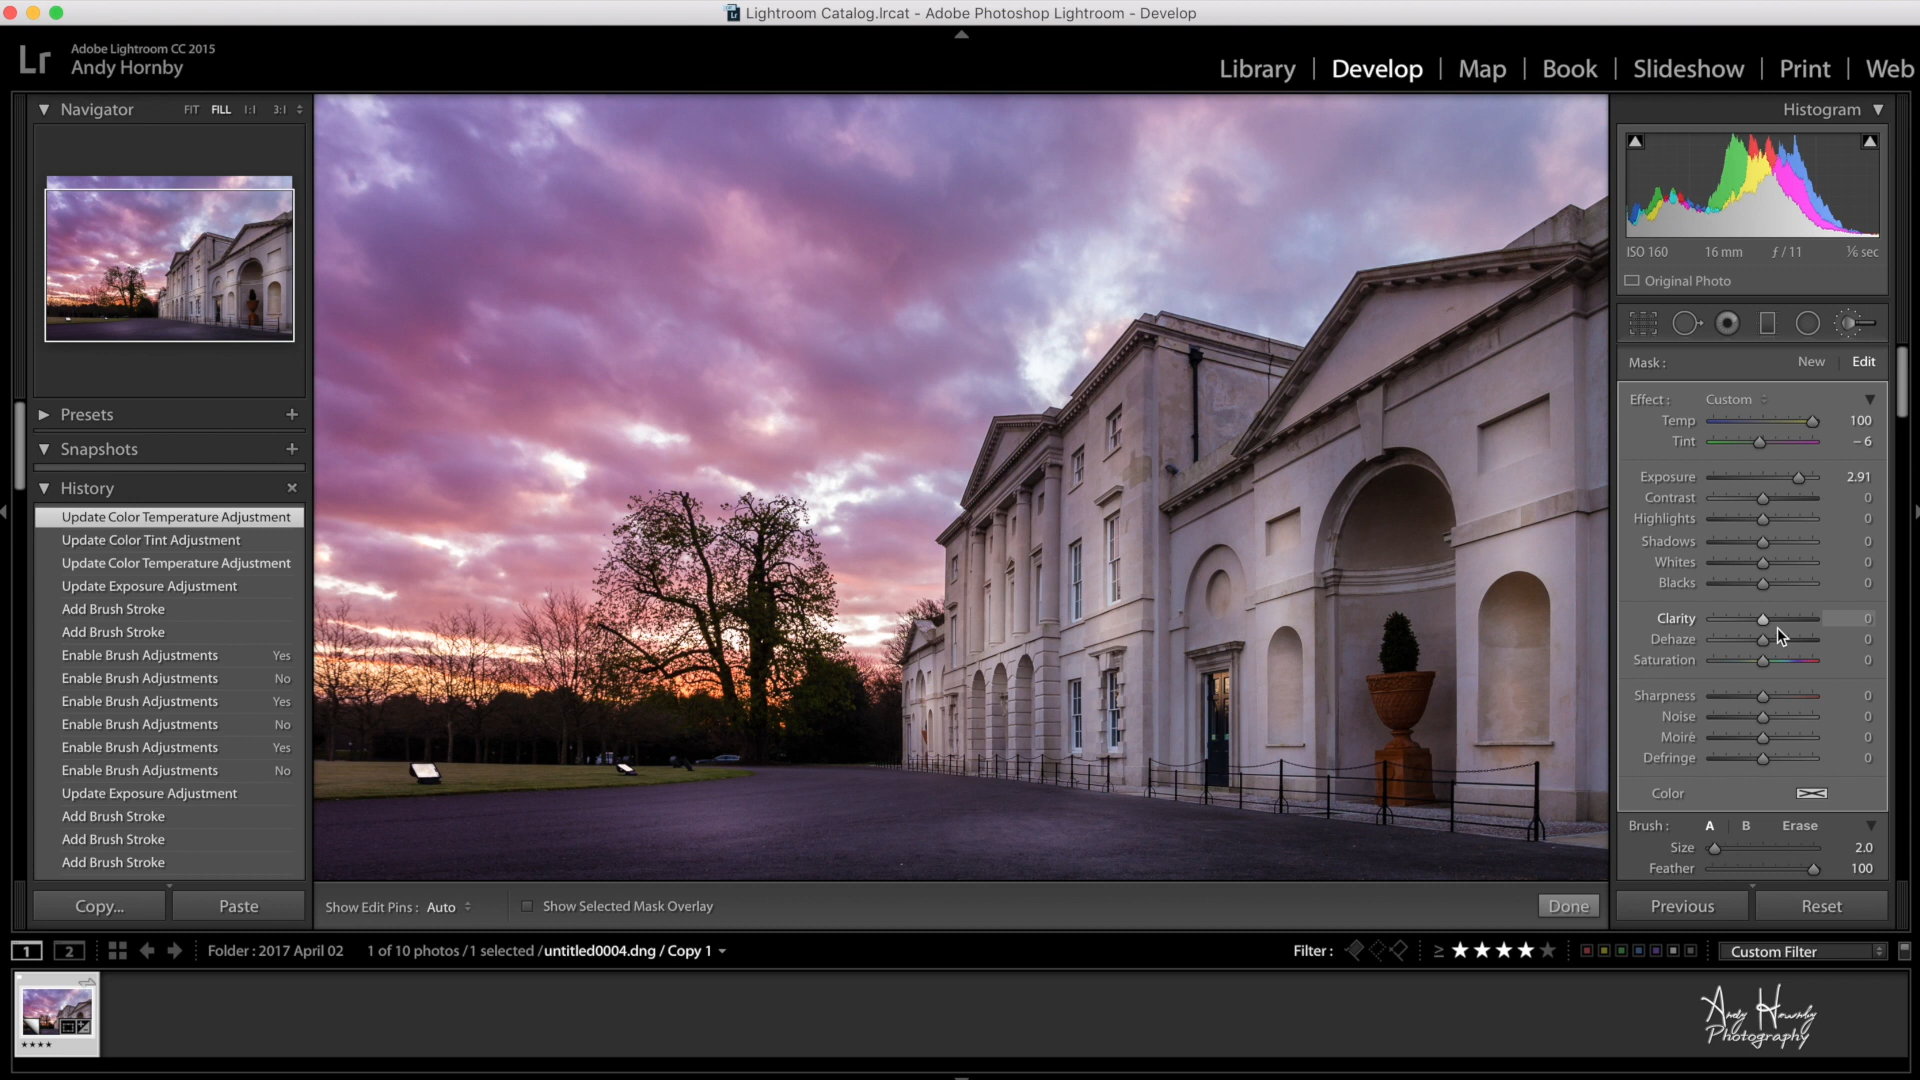 Lightroom Catalog.lrcat - Adobe Photoshop Lightroom - Develop
Lr
Adobe Lightroom CC 2015
Andy Hornby
Library | Develop | Map | Book | Slideshow | Print | Web
Navigator FIT FILL 1:1 3:1
Presets
Snapshots
History
Update Color Temperature Adjustment
Update Color Tint Adjustment
Update Color Temperature Adjustment
Update Exposure Adjustment
Add Brush Stroke
Add Brush Stroke
Enable Brush Adjustments Yes
Enable Brush Adjustments No
Enable Brush Adjustments Yes
Enable Brush Adjustments No
Enable Brush Adjustments Yes
Enable Brush Adjustments No
Update Exposure Adjustment
Add Brush Stroke
Add Brush Stroke
Add Brush Stroke
Copy... Paste
Show Edit Pins : Auto Show Selected Mask Overlay Done
Histogram
ISO 160 16 mm ƒ / 11 ⅙ sec
Original Photo
Mask : New Edit
Effect : Custom
Temp 100
Tint – 6
Exposure 2.91
Contrast 0
Highlights 0
Shadows 0
Whites 0
Blacks 0
Clarity 0
Dehaze 0
Saturation 0
Sharpness 0
Noise 0
Moiré 0
Defringe 0
Color
Brush : A B Erase
Size 2.0
Feather 100
Previous Reset
1 2 Folder : 2017 April 02 1 of 10 photos / 1 selected / untitled0004.dng / Copy 1 Filter : ≥ ★★★★★ Custom Filter
★★★★
Andy Hornby
Photography